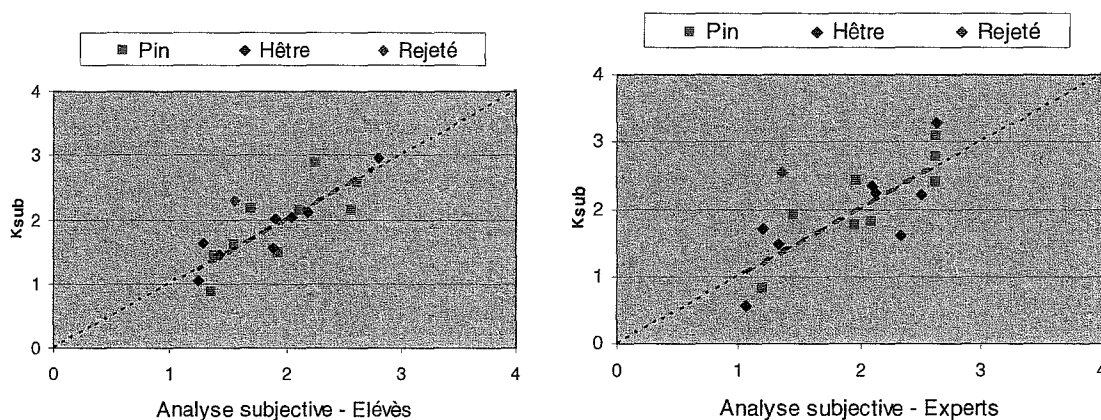 Pin Hêtre Rejeté
4
3
2
1
0
Ksub
0 1 2 3 4
Analyse subjective - Elévès
Pin Hêtre Rejeté
4
3
2
1
0
Ksub
0 1 2 3 4
Analyse subjective - Experts